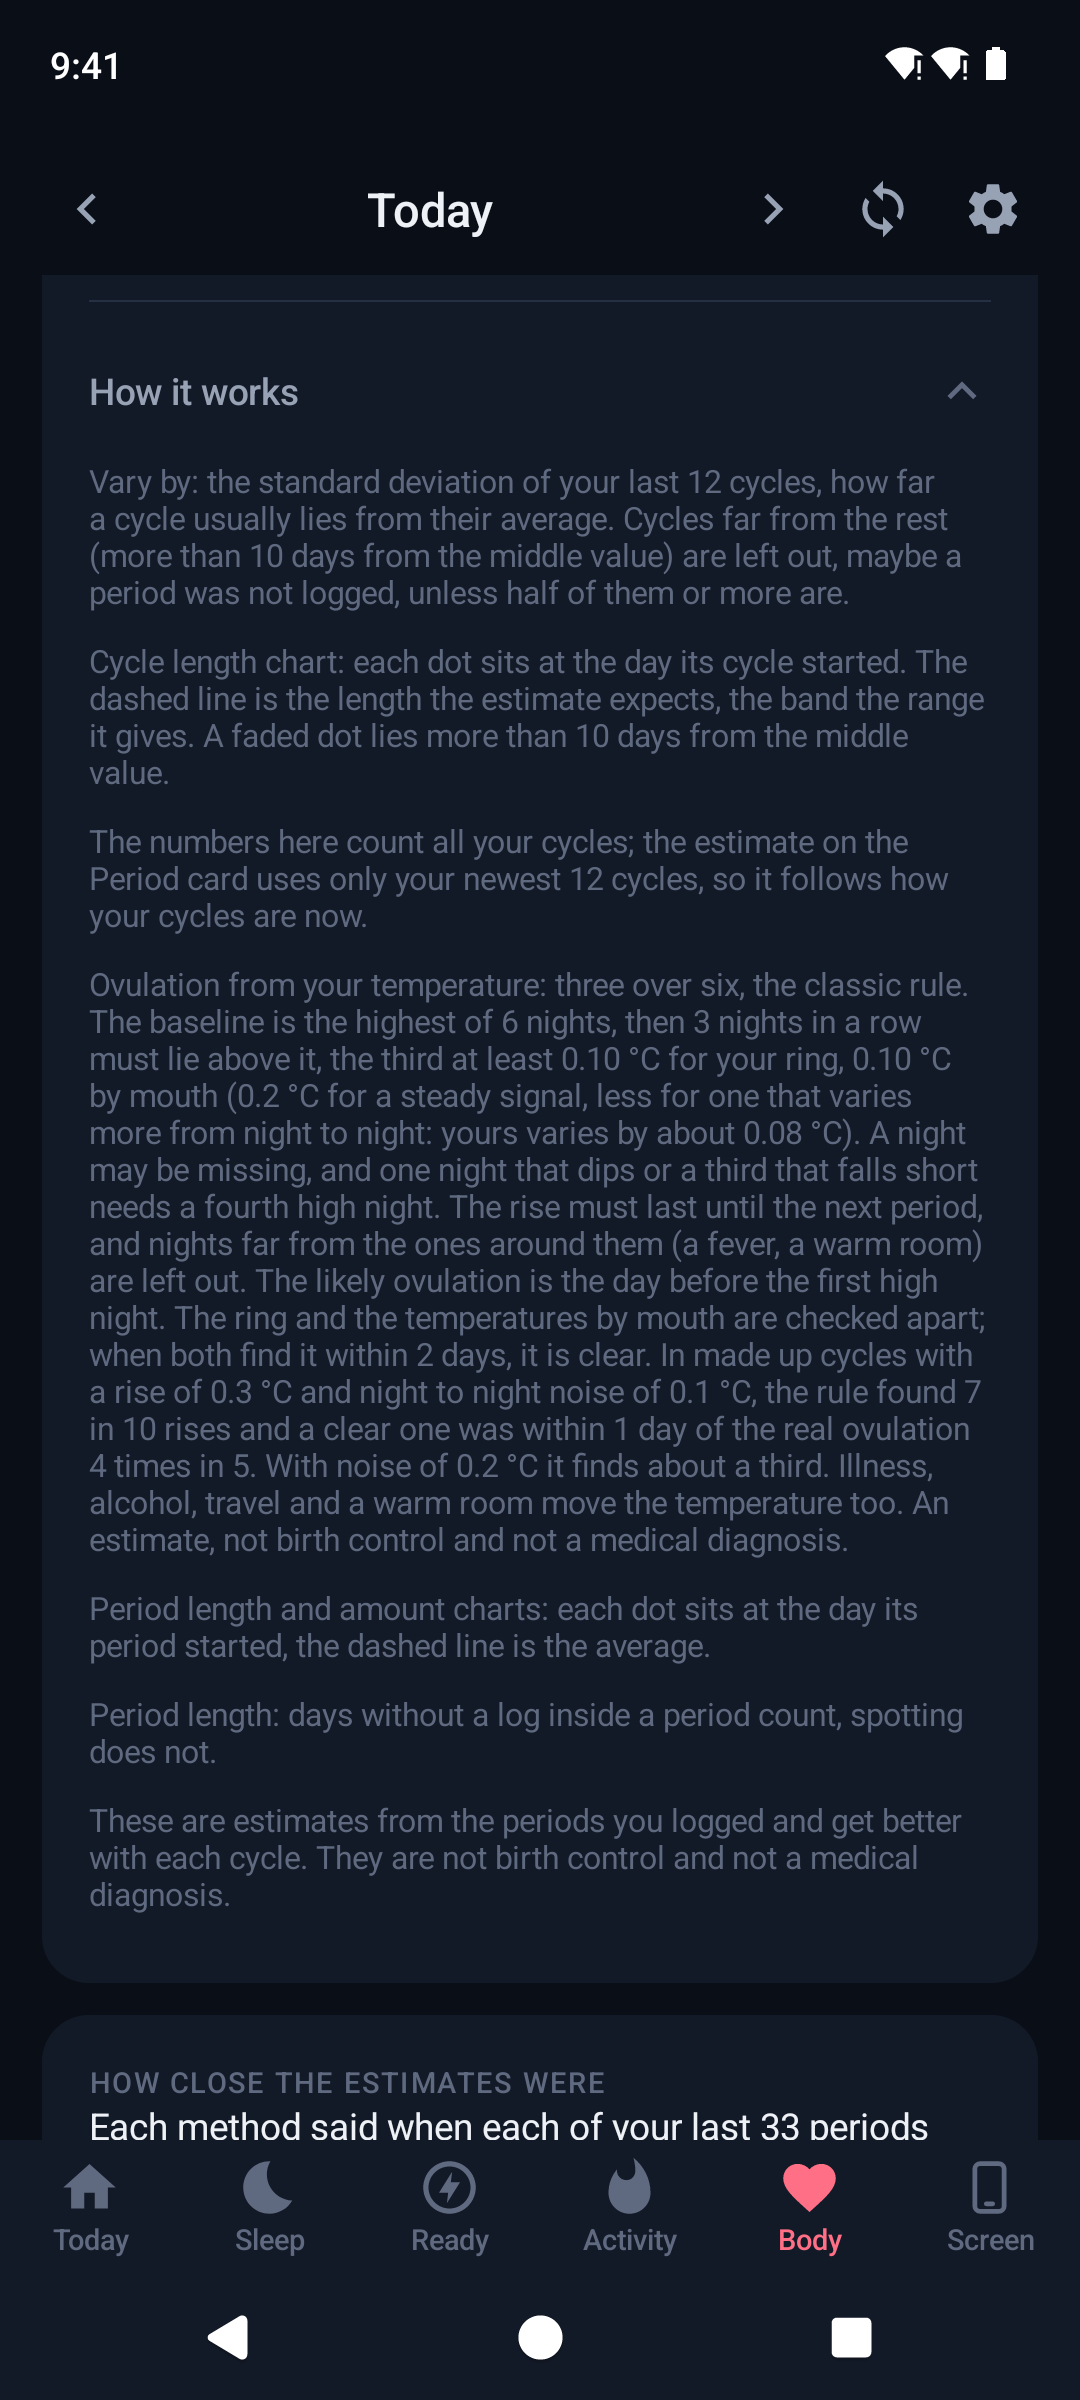 9:41
Today
How it works
Vary by: the standard deviation of your last 12 cycles, how far
a cycle usually lies from their average. Cycles far from the rest
(more than 10 days from the middle value) are left out, maybe a
period was not logged, unless half of them or more are.
Cycle length chart: each dot sits at the day its cycle started. The
dashed line is the length the estimate expects, the band the range
it gives. A faded dot lies more than 10 days from the middle
value.
The numbers here count all your cycles; the estimate on the
Period card uses only your newest 12 cycles, so it follows how
your cycles are now.
Ovulation from your temperature: three over six, the classic rule.
The baseline is the highest of 6 nights, then 3 nights in a row
must lie above it, the third at least 0.10 °C for your ring, 0.10 °C
by mouth (0.2 °C for a steady signal, less for one that varies
more from night to night: yours varies by about 0.08 °C). A night
may be missing, and one night that dips or a third that falls short
needs a fourth high night. The rise must last until the next period,
and nights far from the ones around them (a fever, a warm room)
are left out. The likely ovulation is the day before the first high
night. The ring and the temperatures by mouth are checked apart;
when both find it within 2 days, it is clear. In made up cycles with
a rise of 0.3 °C and night to night noise of 0.1 °C, the rule found 7
in 10 rises and a clear one was within 1 day of the real ovulation
4 times in 5. With noise of 0.2 °C it finds about a third. Illness,
alcohol, travel and a warm room move the temperature too. An
estimate, not birth control and not a medical diagnosis.
Period length and amount charts: each dot sits at the day its
period started, the dashed line is the average.
Period length: days without a log inside a period count, spotting
does not.
These are estimates from the periods you logged and get better
with each cycle. They are not birth control and not a medical
diagnosis.
HOW CLOSE THE ESTIMATES WERE
Each method said when each of your last 33 periods
Today
Sleep
Ready
Activity
Body
Screen